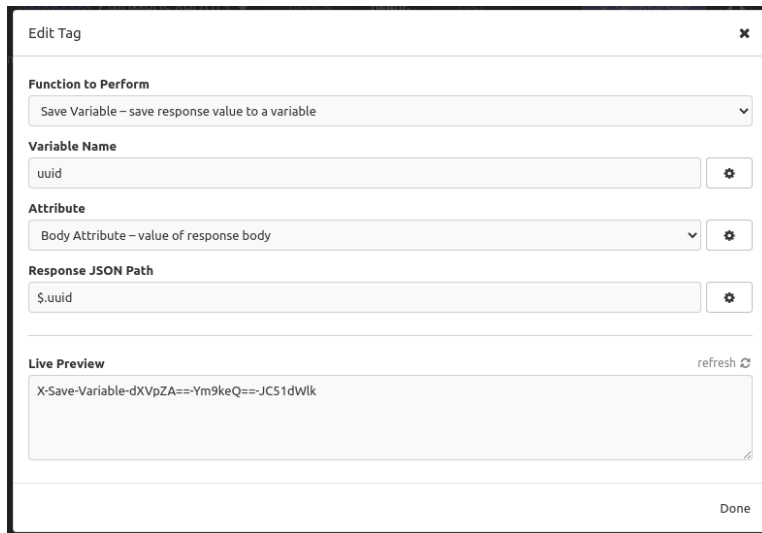 Edit Tag
Function to Perform
Save Variable – save response value to a variable
Variable Name
uuid
Attribute
Body Attribute – value of response body
Response JSON Path
$.uuid
Live Preview
refresh
X-Save-Variable-dXVpZA==-Ym9keQ==-JC51dWlk
Done